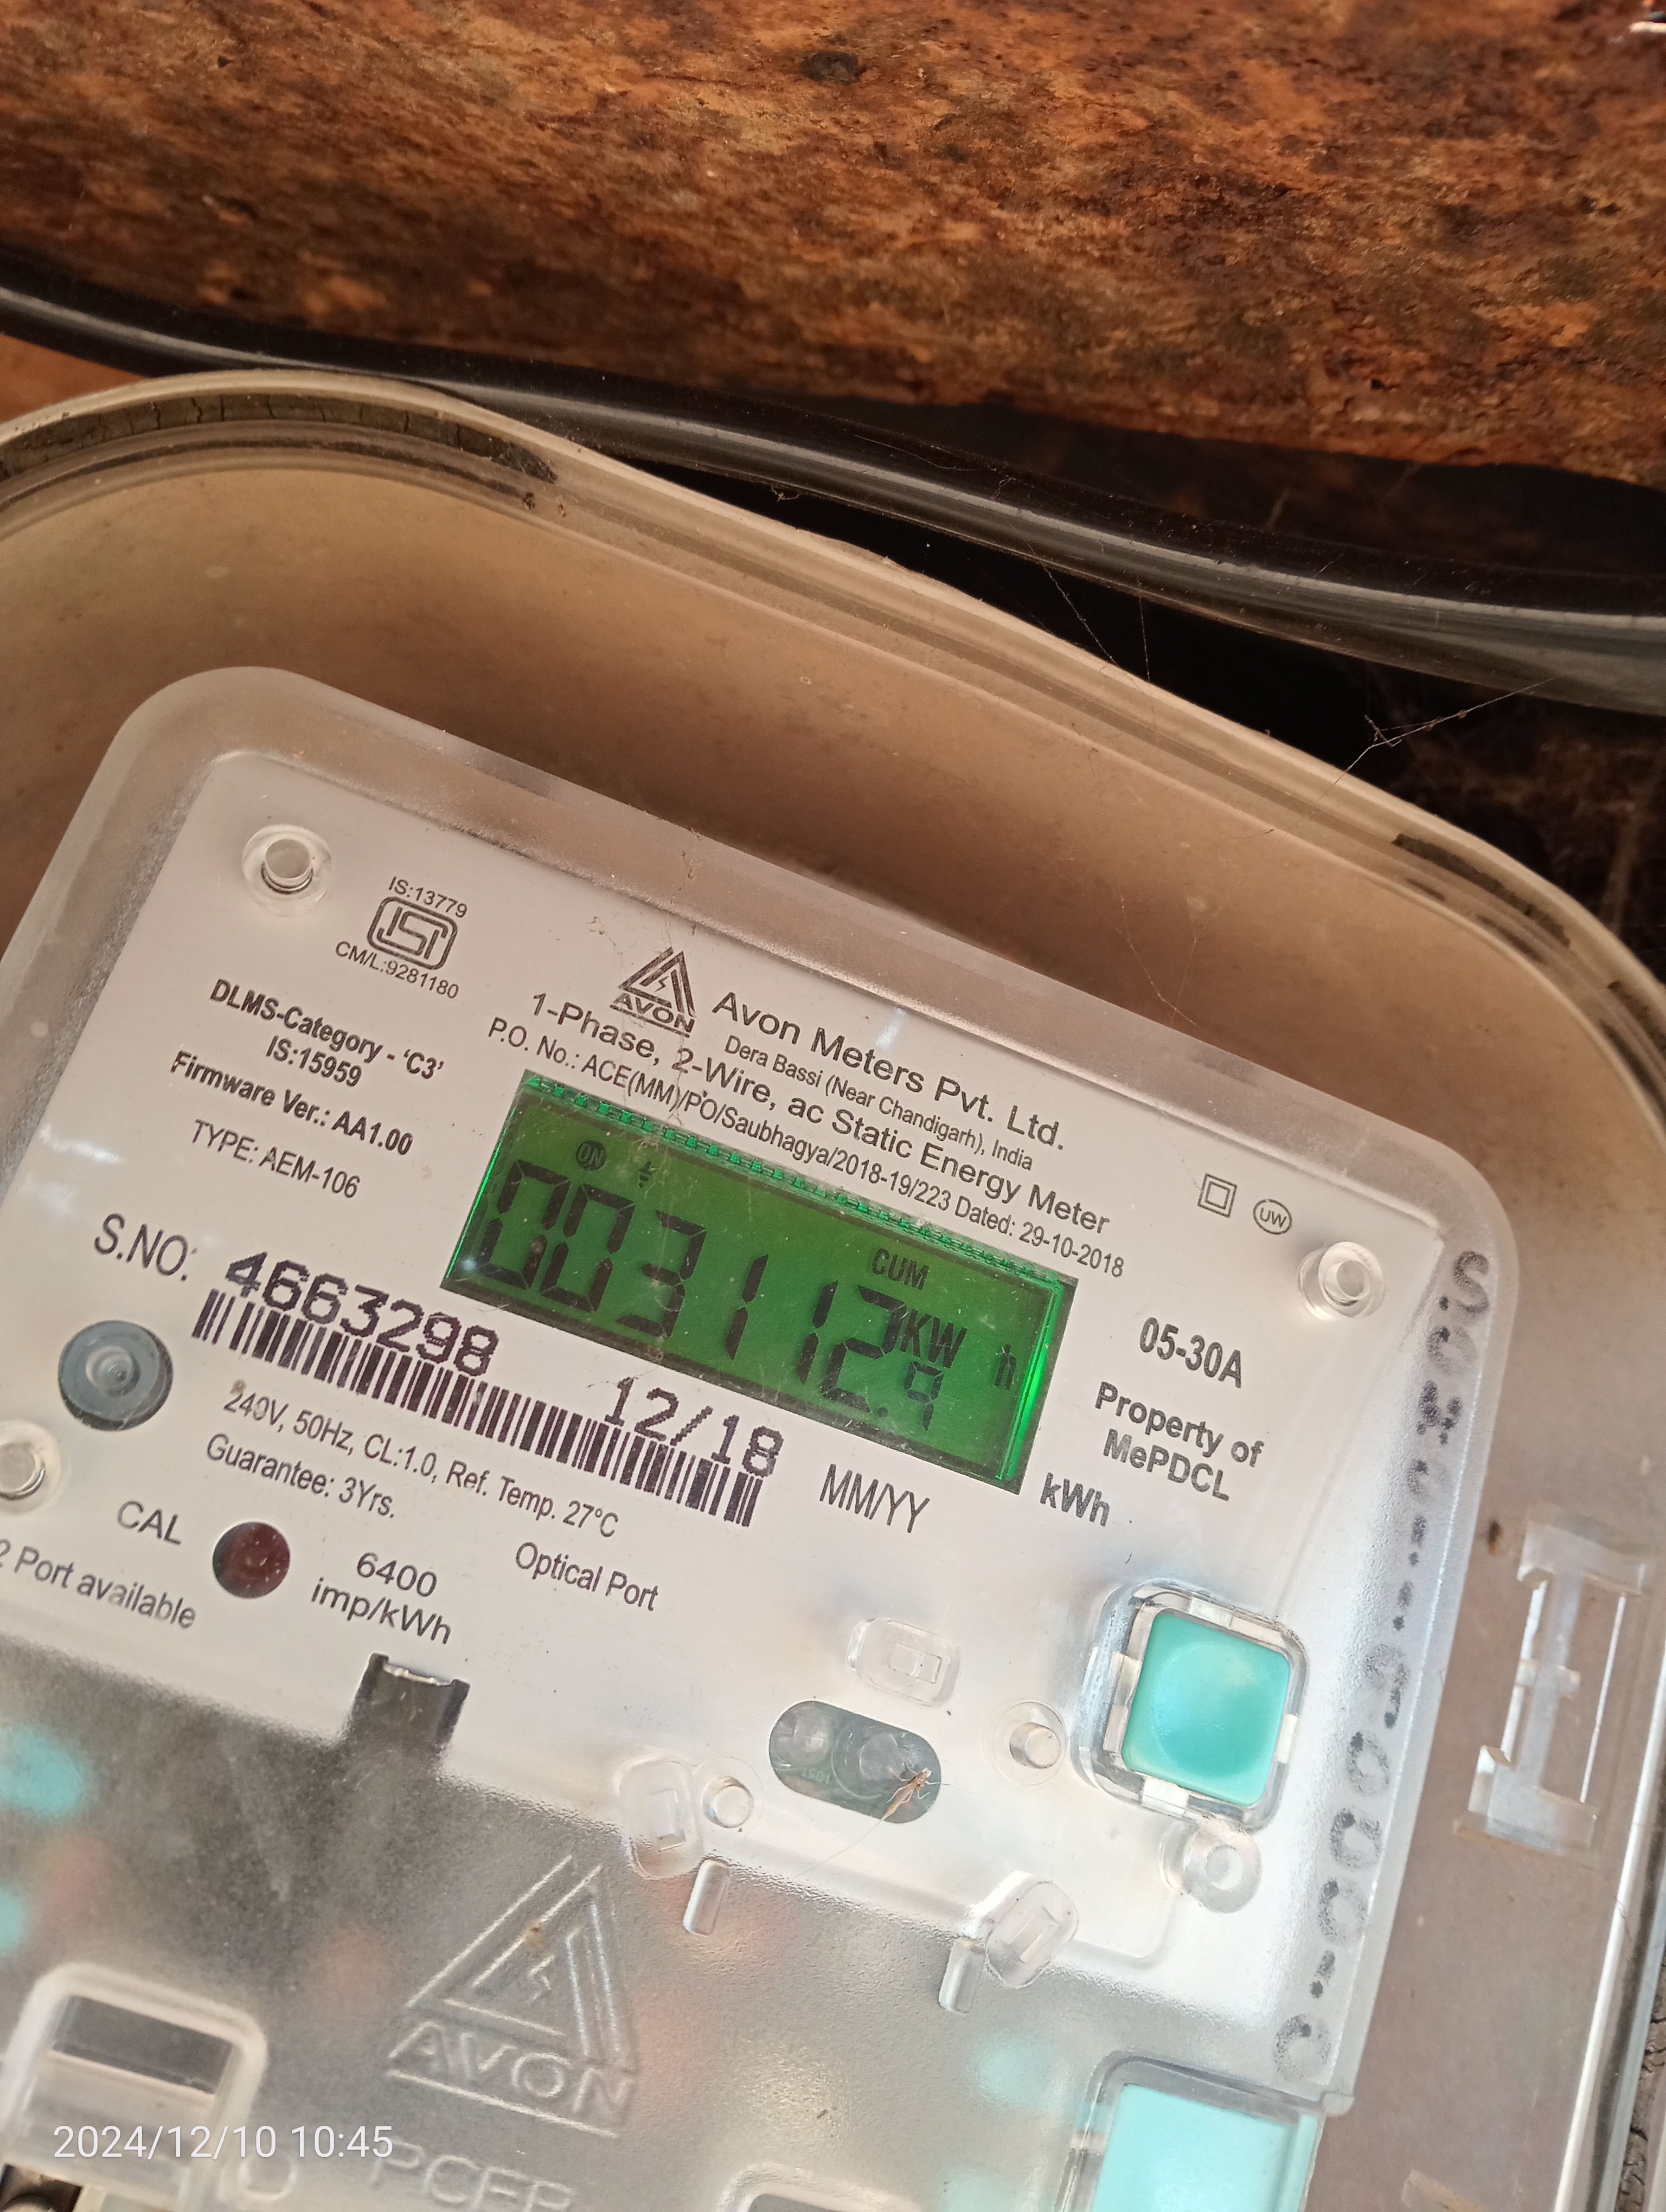 IS:13779
ISI
CM/L:9281180
DLMS-Category - ‘C3’
IS:15959
Firmware Ver.: AA1.00
TYPE: AEM-106
AVON
Avon Meters Pvt. Ltd.
Dera Bassi (Near Chandigarh), India
1-Phase, 2-Wire, ac Static Energy Meter
P.O. No.: ACE(MM)/PO/Saubhagya/2018-19/223 Dated: 29-10-2018
UW
ON
CUM
003112.9
KW h
S.NO: 4663298
12/18
MM/YY
kWh
05-30A
Property of
MePDCL
240V, 50Hz, CL:1.0, Ref. Temp. 27°C
Guarantee: 3Yrs.
CAL
6400
imp/kWh
Optical Port
2 Port available
AVON
2024/12/10 10:45